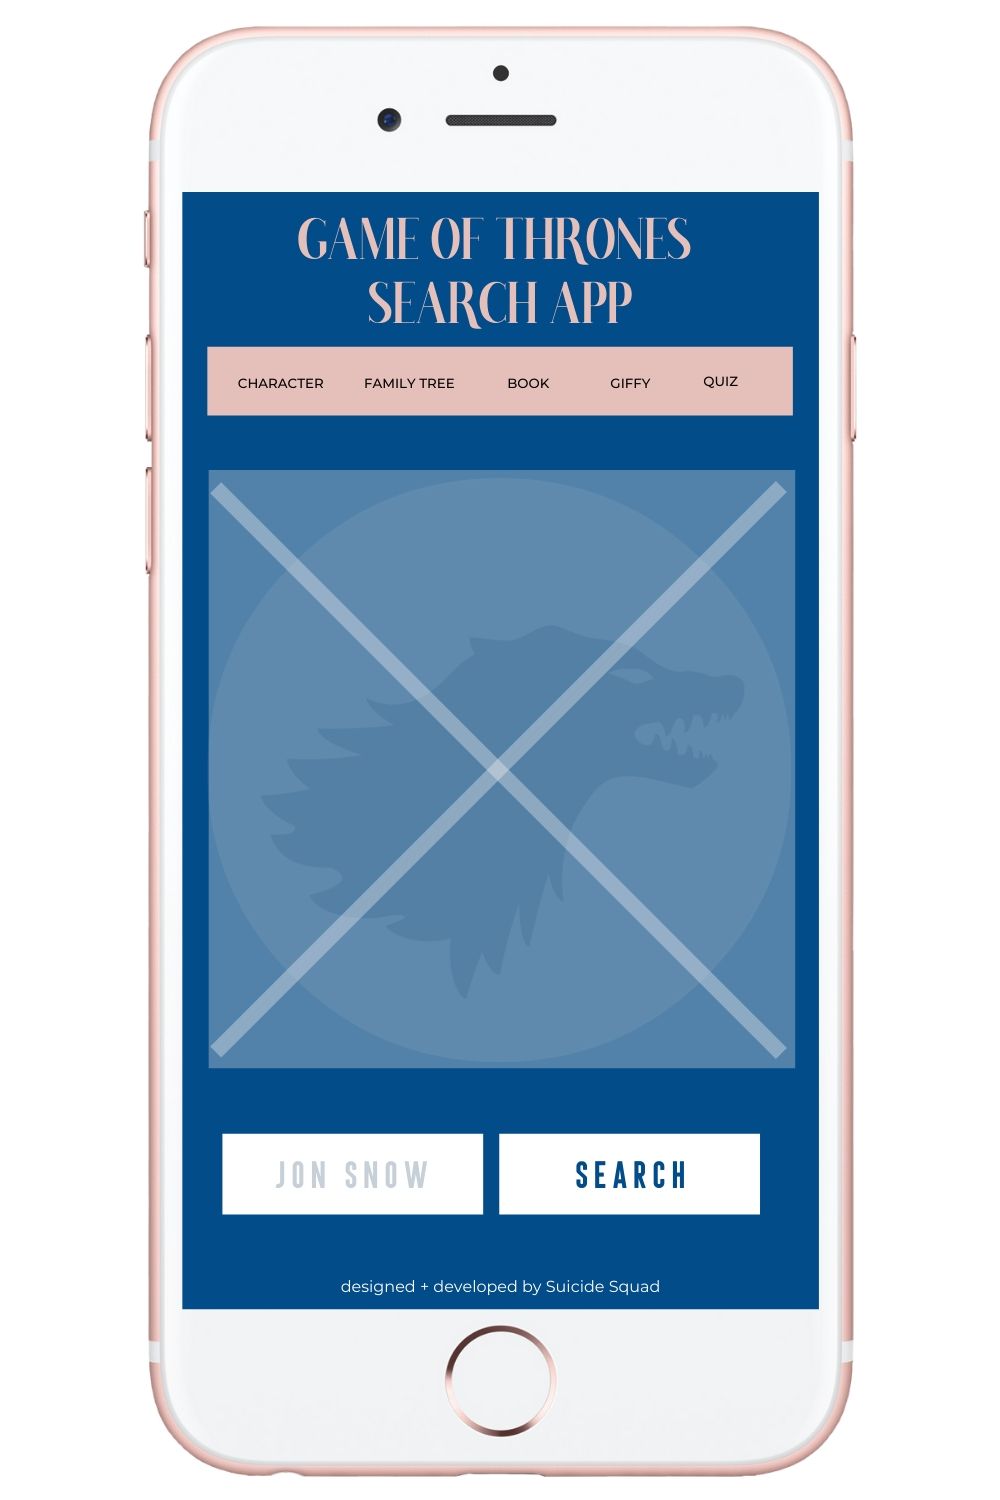 GAME OF THRONES
SEARCH APP
CHARACTER FAMILY TREE BOOK GIFFY QUIZ
JON SNOW SEARCH
designed + developed by Suicide Squad